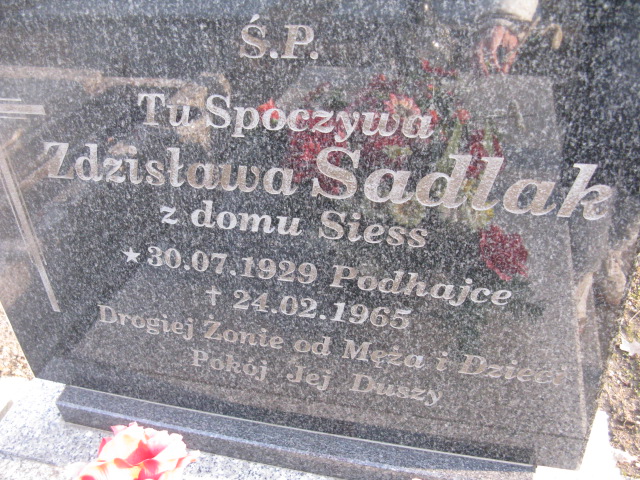 Ś.P.
Tu Spoczywa
Zdzisława Sadlak
z domu Siess
★30.07.1929 Podhajce
† 24.02.1965
Drogiej Żonie od Męża i Dzieci
Pokój Jej Duszy